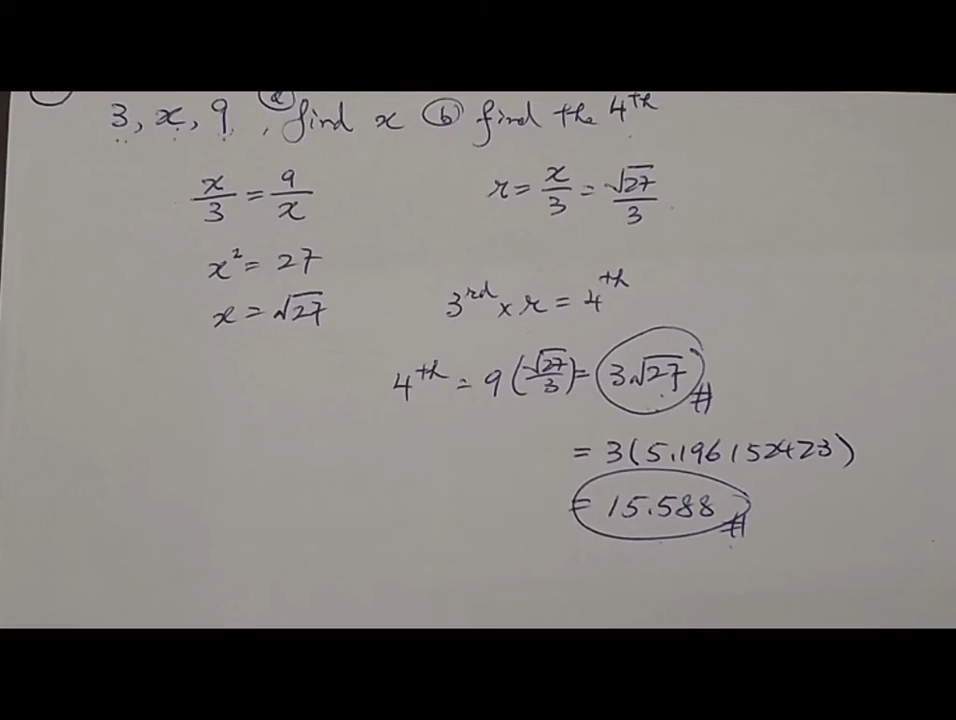 3, x, 9, (a) find x (b) find the 4th
x/3 = 9/x
x² = 27
x = √27
r = x/3 = √27/3
3rd × r = 4th
4th = 9(√27/3) = 3√27 #
= 3(5.196152423)
= 15.588 #